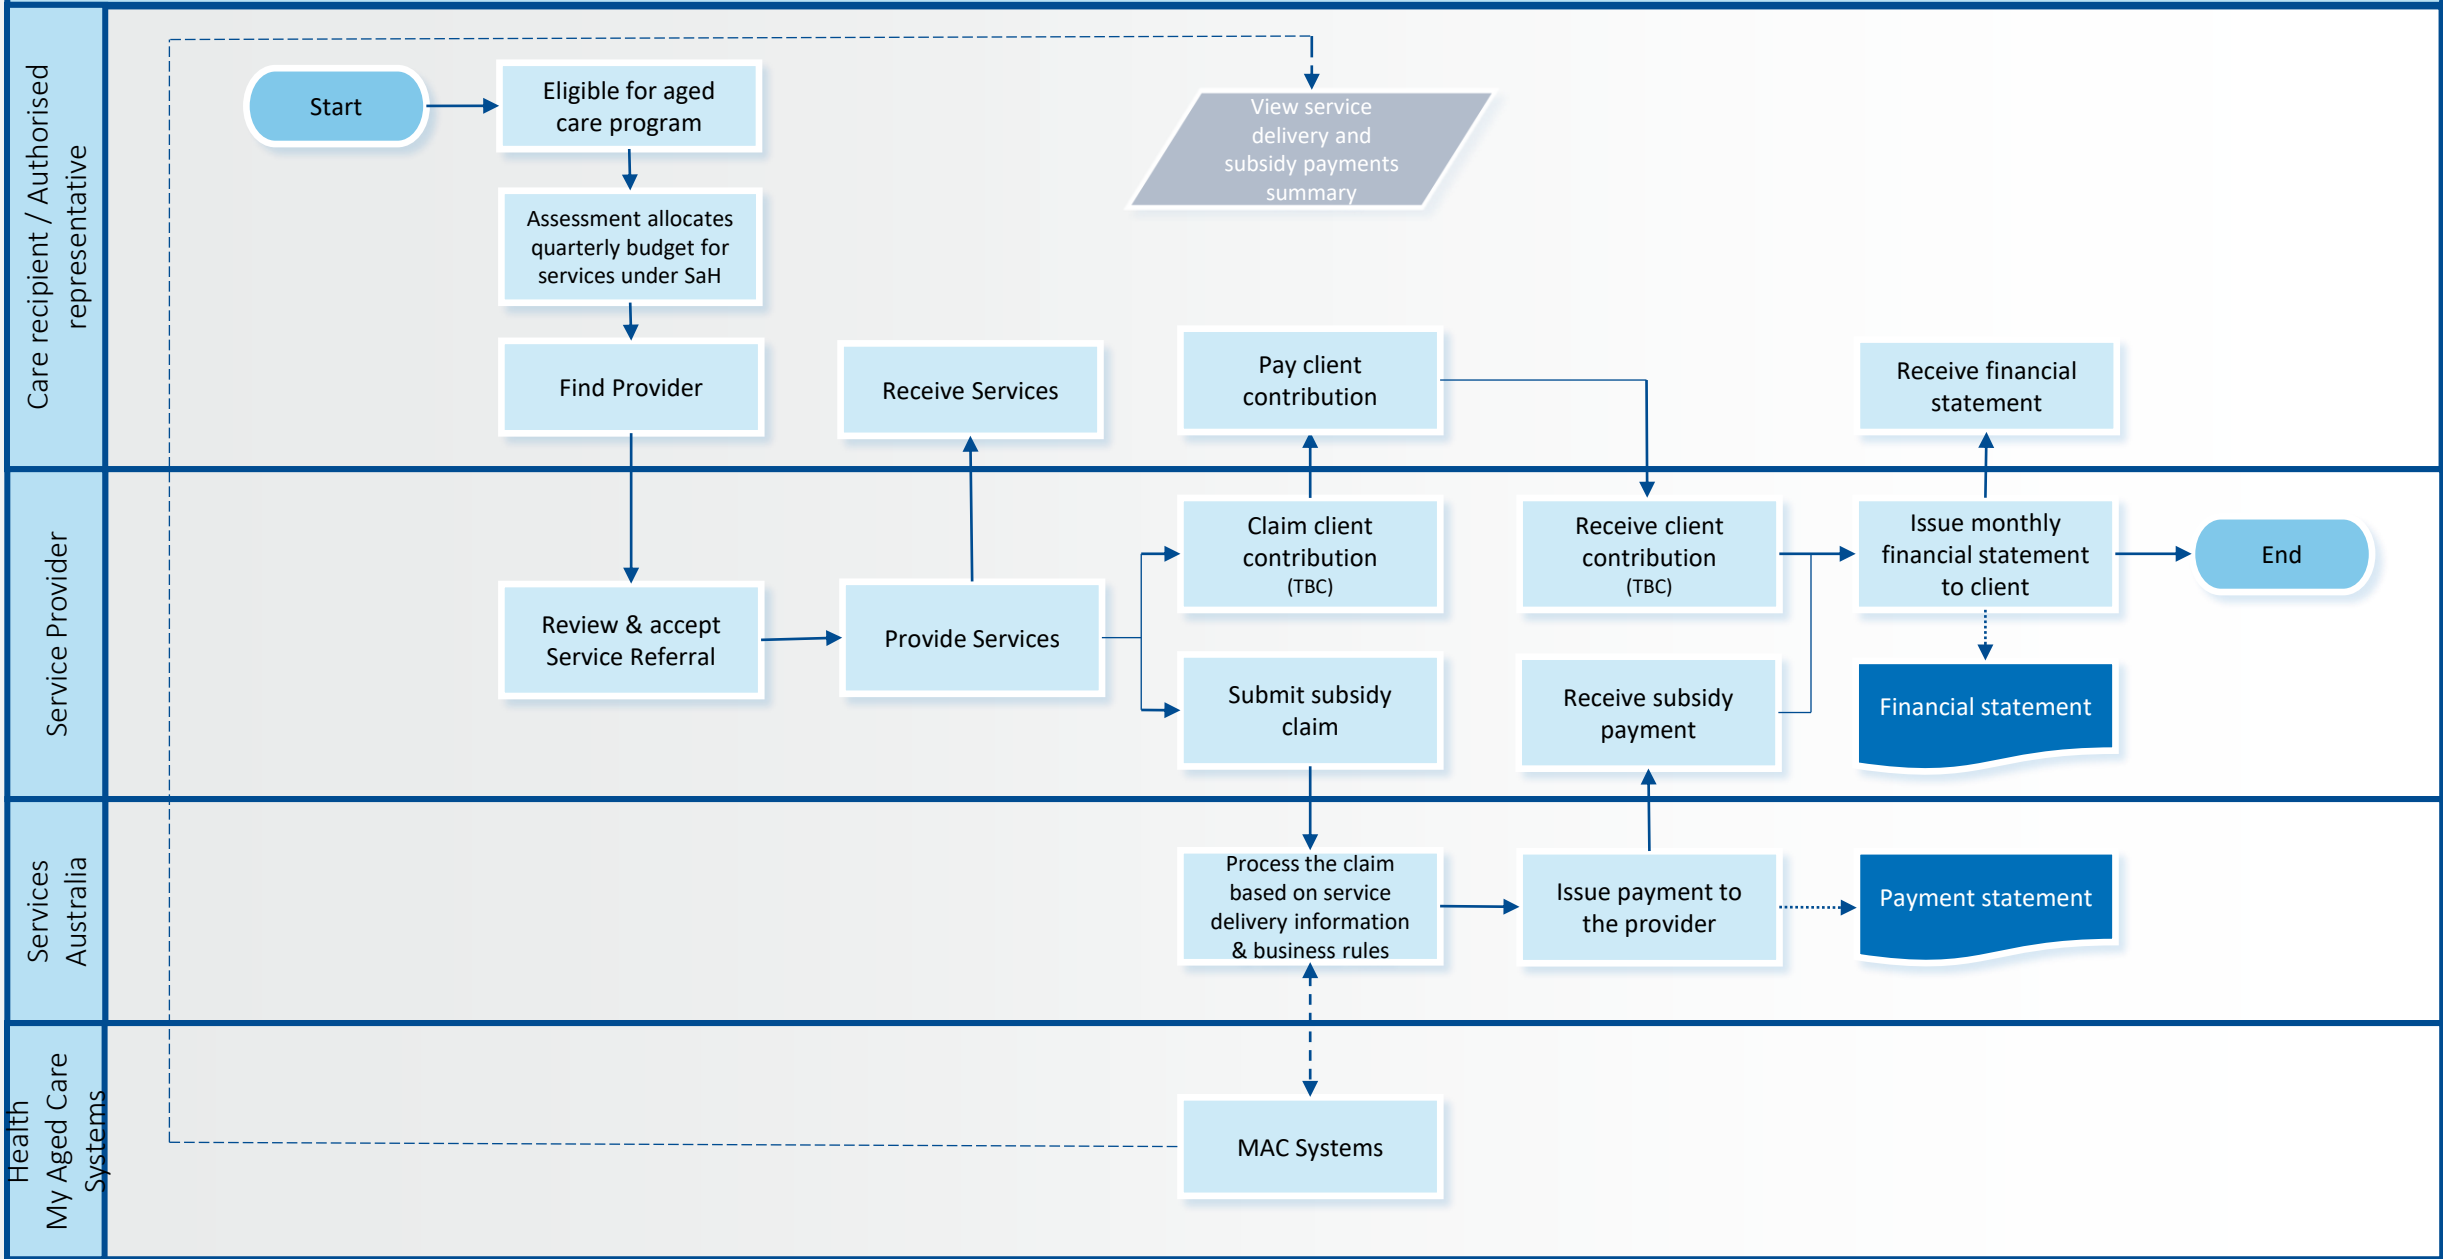 Care recipient / Authorised
representative
Start
Eligible for aged
care program
Assessment allocates
quarterly budget for
services under SaH
Find Provider
Receive Services
View service
delivery and
subsidy payments
summary
Pay client
contribution
Receive financial
statement
Service Provider
Review & accept
Service Referral
Provide Services
Claim client
contribution
(TBC)
Submit subsidy
claim
Receive client
contribution
(TBC)
Receive subsidy
payment
Issue monthly
financial statement
to client
Financial statement
End
Services
Australia
Process the claim
based on service
delivery information
& business rules
Issue payment to
the provider
Payment statement
Health
My Aged Care
Systems
MAC Systems